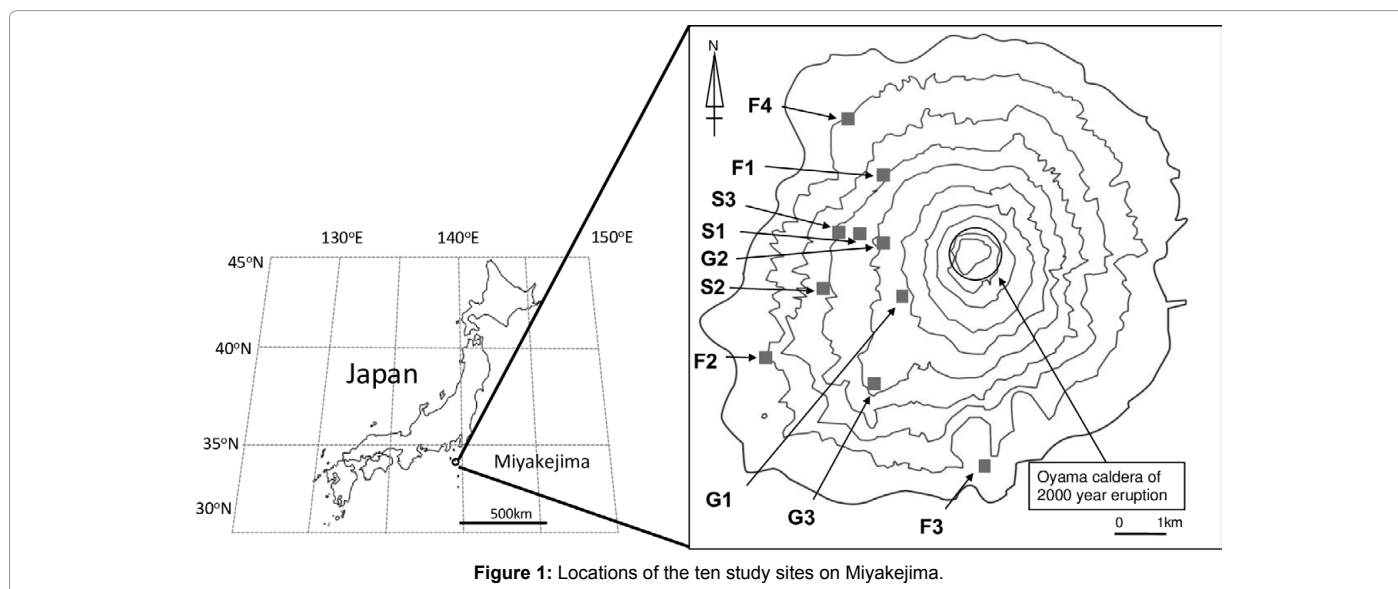 130°E
140°E
150°E
45°N
40°N
35°N
30°N
Japan
Miyakejima
500km
N
F4
F1
S3
S1
G2
S2
F2
G1
G3
F3
Oyama caldera of
2000 year eruption
0 1km
Figure 1: Locations of the ten study sites on Miyakejima.